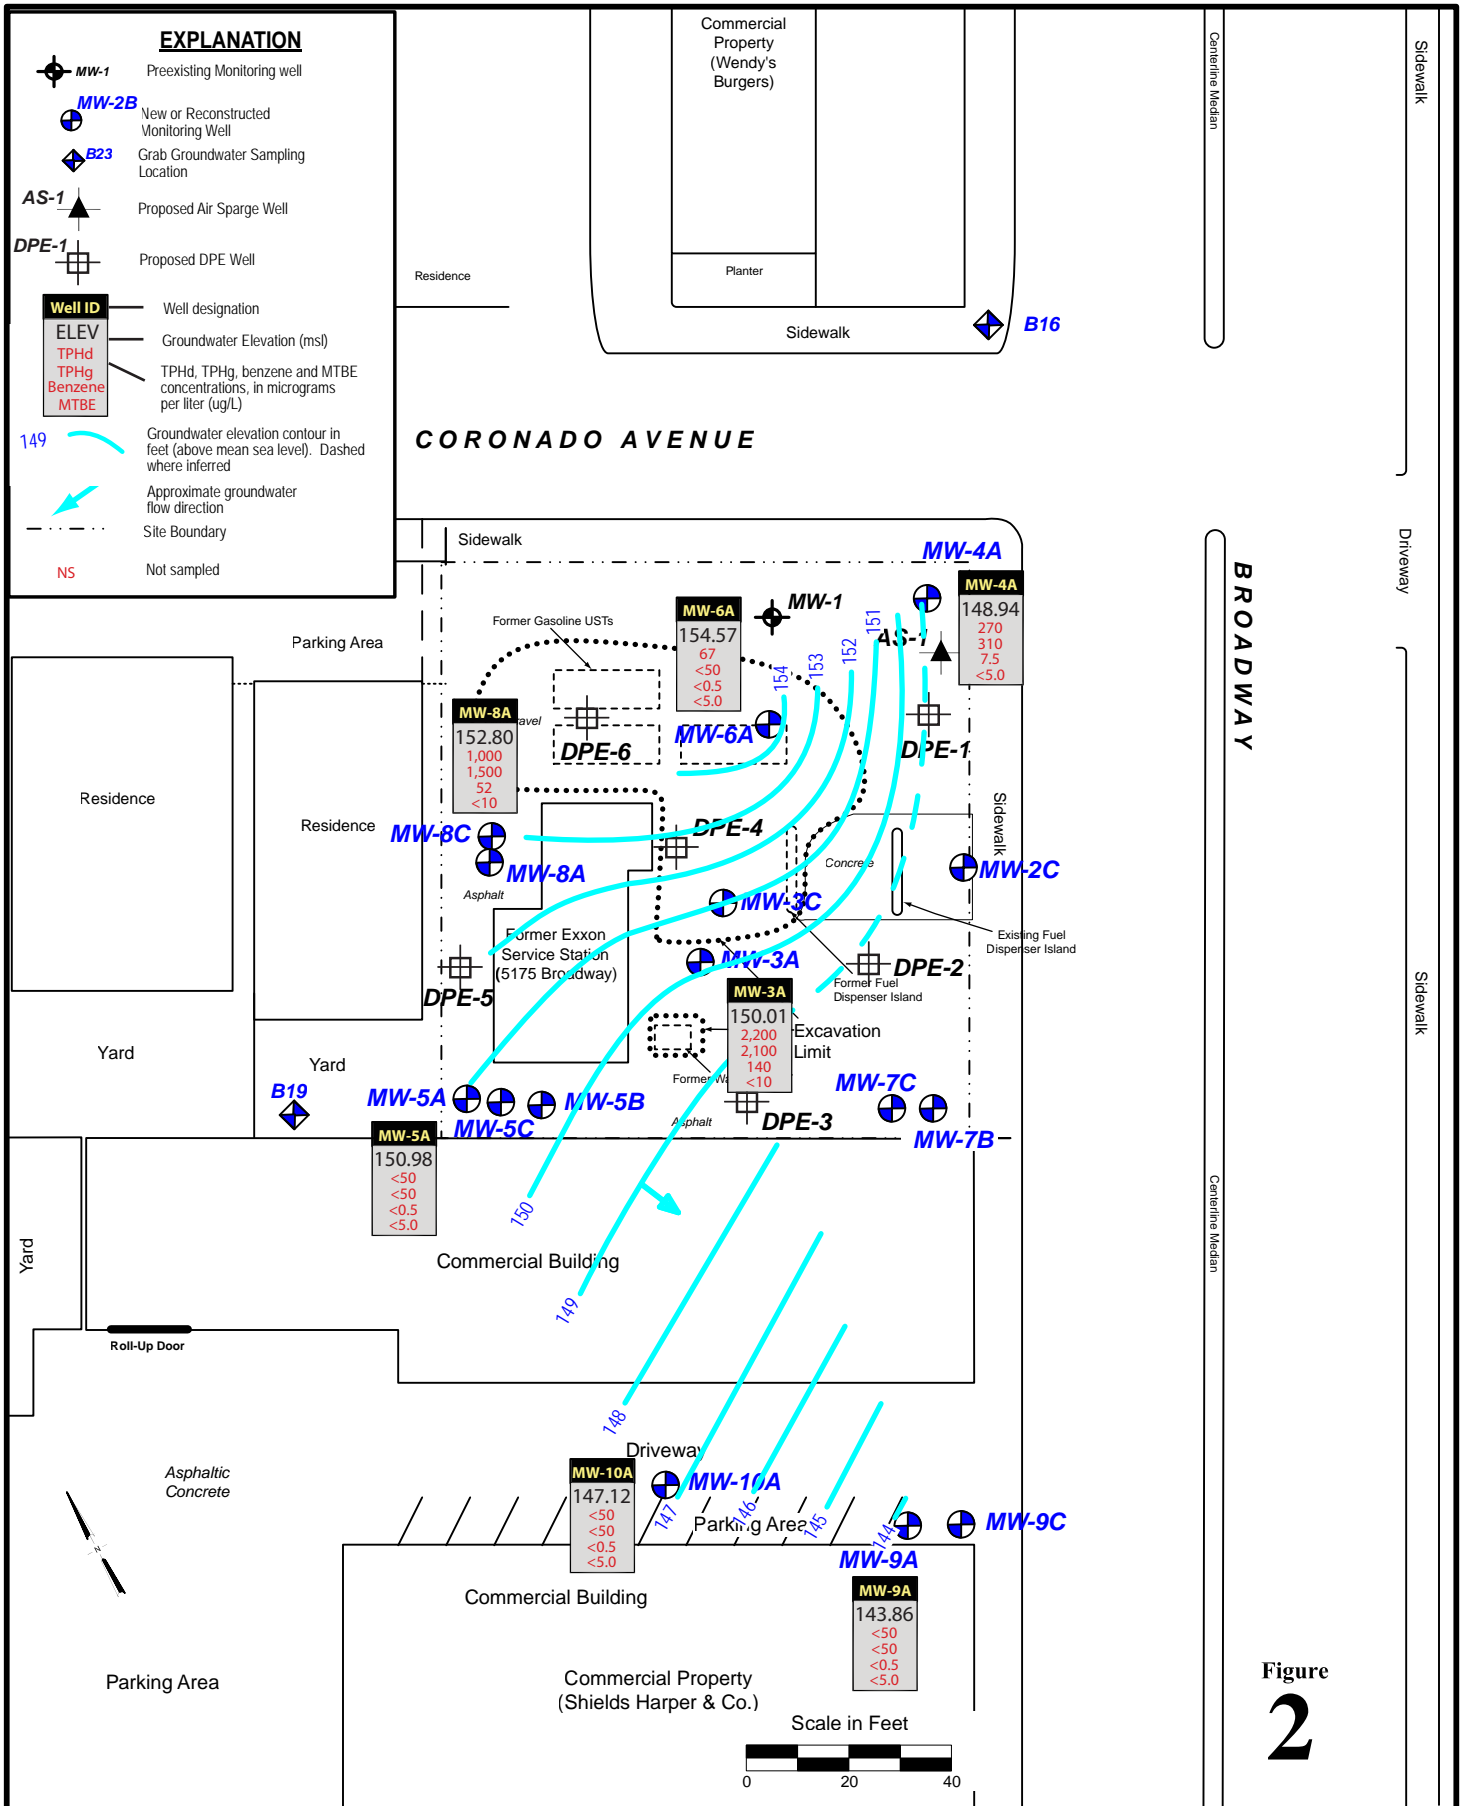 EXPLANATION
MW-1
Preexisting Monitoring well
MW-2B
New or Reconstructed
Monitoring Well
B23
Grab Groundwater Sampling
Location
AS-1
Proposed Air Sparge Well
DPE-1
Proposed DPE Well
Well ID
Well designation
ELEV
Groundwater Elevation (msl)
TPHd
TPHg
Benzene
MTBE
TPHd, TPHg, benzene and MTBE
concentrations, in micrograms
per liter (ug/L)
149
Groundwater elevation contour in
feet (above mean sea level). Dashed
where inferred
Approximate groundwater
flow direction
Site Boundary
NS
Not sampled
Commercial
Property
(Wendy's
Burgers)
Planter
Sidewalk
Residence
B16
Centerline Median
Sidewalk
CORONADO AVENUE
Driveway
BROADWAY
Sidewalk
MW-4A
MW-4A
148.94
270
310
7.5
<5.0
MW-1
MW-6A
154.57
67
<50
<0.5
<5.0
Former Gasoline USTs
AS-1
151
152
153
154
Parking Area
MW-8A
152.80
1,000
1,500
52
<10
DPE-6
MW-6A
DPE-1
Residence
Residence
Sidewalk
MW-8C
DPE-4
MW-8A
Concrete
MW-2C
Asphalt
MW-3C
Former Exxon
Service Station
(5175 Broadway)
Existing Fuel
Dispenser Island
MW-3A
DPE-2
DPE-5
Former Fuel
Dispenser Island
MW-3A
150.01
2,200
2,100
140
<10
Excavation
Limit
Sidewalk
Yard
Yard
Former
B19
MW-5A
MW-5C
MW-5B
Asphalt
DPE-3
MW-7C
MW-7B
MW-5A
150.98
<50
<50
<0.5
<5.0
150
Yard
Commercial Building
149
Centerline Median
Roll-Up Door
148
Driveway
Asphaltic
Concrete
MW-10A
147.12
<50
<50
<0.5
<5.0
MW-10A
147
146
145
144
Parking Area
MW-9C
MW-9A
MW-9A
143.86
<50
<50
<0.5
<5.0
N
Commercial Building
Parking Area
Commercial Property
(Shields Harper & Co.)
Scale in Feet
0
20
40
Figure
2